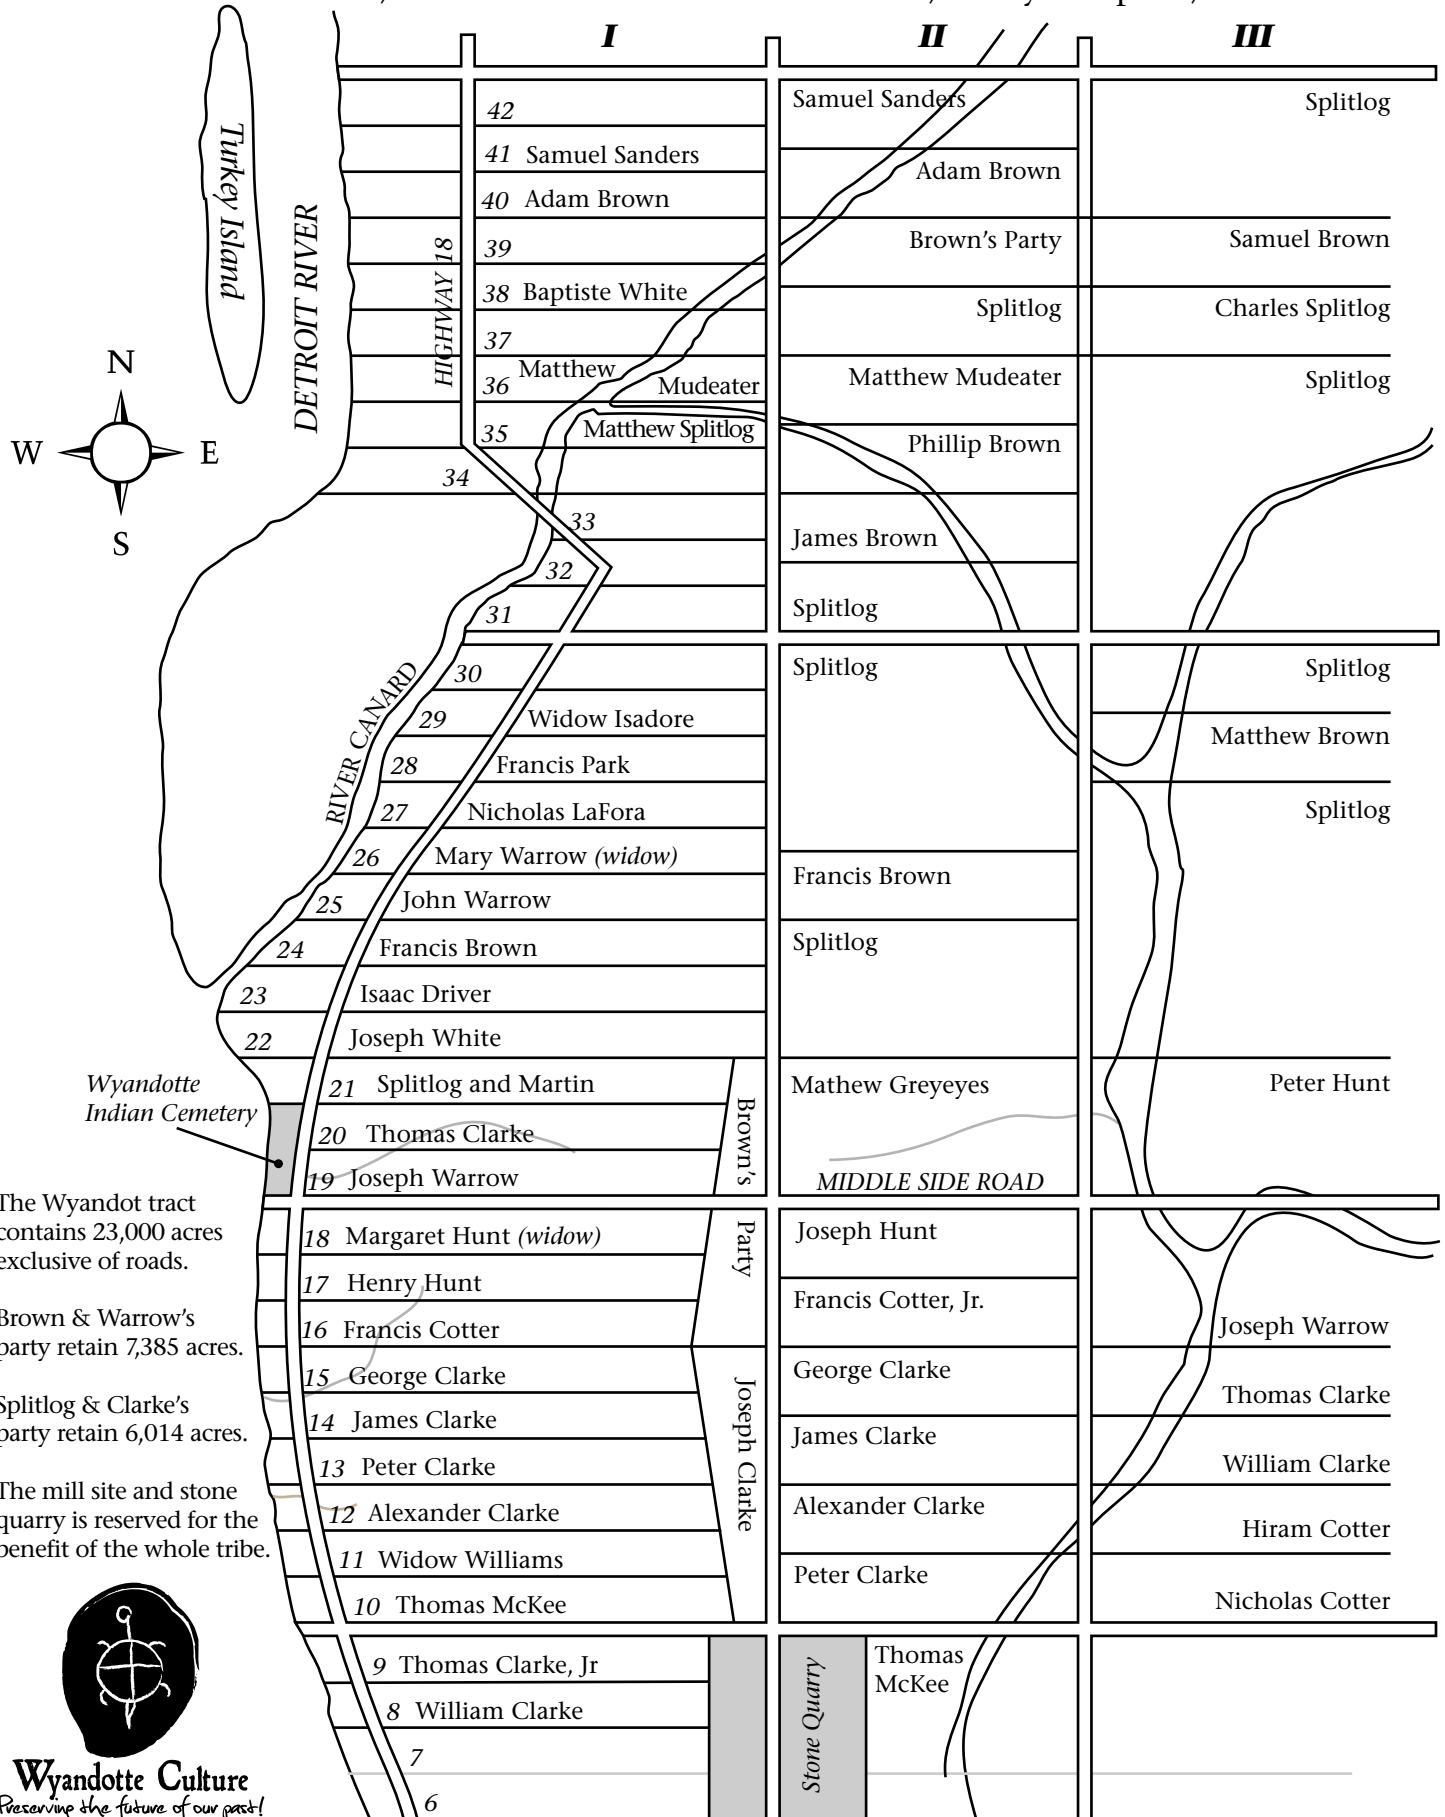 I
II
III
42
41 Samuel Sanders
40 Adam Brown
39
38 Baptiste White
37
36 Matthew Mudeater
35 Matthew Splitlog
34
33
32
31
30
29 Widow Isadore
28 Francis Park
27 Nicholas LaFora
26 Mary Warrow (widow)
25 John Warrow
24 Francis Brown
23 Isaac Driver
22 Joseph White
21 Splitlog and Martin
20 Thomas Clarke
19 Joseph Warrow
18 Margaret Hunt (widow)
17 Henry Hunt
16 Francis Cotter
15 George Clarke
14 James Clarke
13 Peter Clarke
12 Alexander Clarke
11 Widow Williams
10 Thomas McKee
9 Thomas Clarke, Jr
8 William Clarke
7
6
Brown's
Party
Joseph Clarke
Samuel Sanders
Adam Brown
Brown's Party
Splitlog
Matthew Mudeater
Phillip Brown
James Brown
Splitlog
Splitlog
Francis Brown
Splitlog
Mathew Greyeyes
MIDDLE SIDE ROAD
Joseph Hunt
Francis Cotter, Jr.
George Clarke
James Clarke
Alexander Clarke
Peter Clarke
Stone Quarry
Thomas
McKee
Splitlog
Samuel Brown
Charles Splitlog
Splitlog
Splitlog
Matthew Brown
Splitlog
Peter Hunt
Joseph Warrow
Thomas Clarke
William Clarke
Hiram Cotter
Nicholas Cotter
Turkey Island
DETROIT RIVER
HIGHWAY 18
RIVER CANARD
N
W
E
S
Wyandotte
Indian Cemetery
The Wyandot tract
contains 23,000 acres
exclusive of roads.
Brown & Warrow's
party retain 7,385 acres.
Splitlog & Clarke's
party retain 6,014 acres.
The mill site and stone
quarry is reserved for the
benefit of the whole tribe.
Wyandotte Culture
Preserving the future of our past!